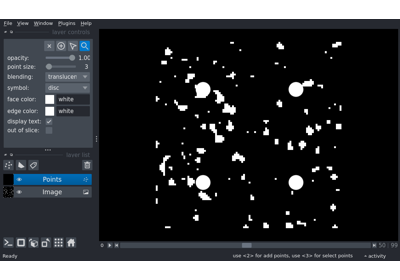 File View Window Plugins Help
layer controls
opacity: 1.00
point size: 3
blending: translucen
symbol: disc
face color: white
edge color: white
display text:
out of slice:
layer list
Points
Image
0 50 99
Ready use <2> for add points, use <3> for select points activity